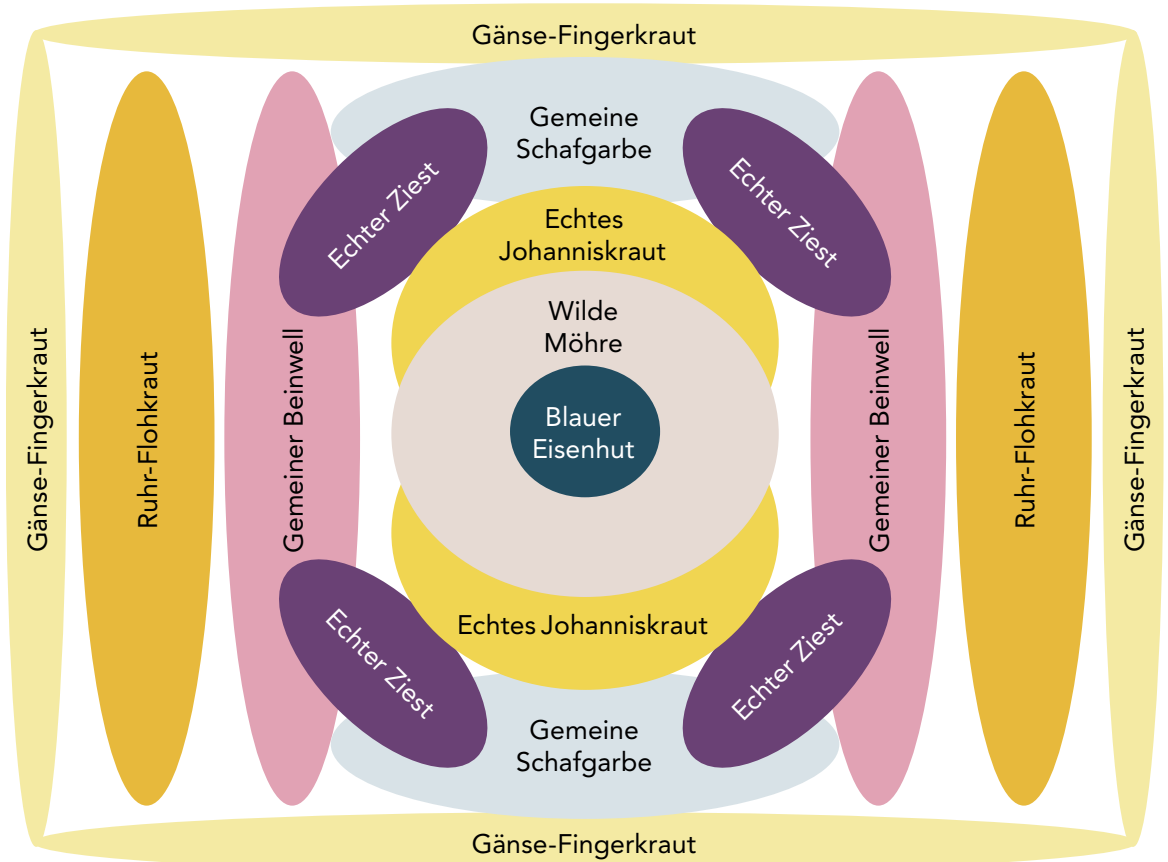 Gänse-Fingerkraut
Gemeine
Schafgarbe
Echter Ziest
Echter Ziest
Echtes
Johanniskraut
Wilde
Möhre
Blauer
Eisenhut
Gänse-Fingerkraut
Ruhr-Flohkraut
Gemeiner Beinwell
Gemeiner Beinwell
Ruhr-Flohkraut
Gänse-Fingerkraut
Echtes Johanniskraut
Echter Ziest
Echter Ziest
Gemeine
Schafgarbe
Gänse-Fingerkraut